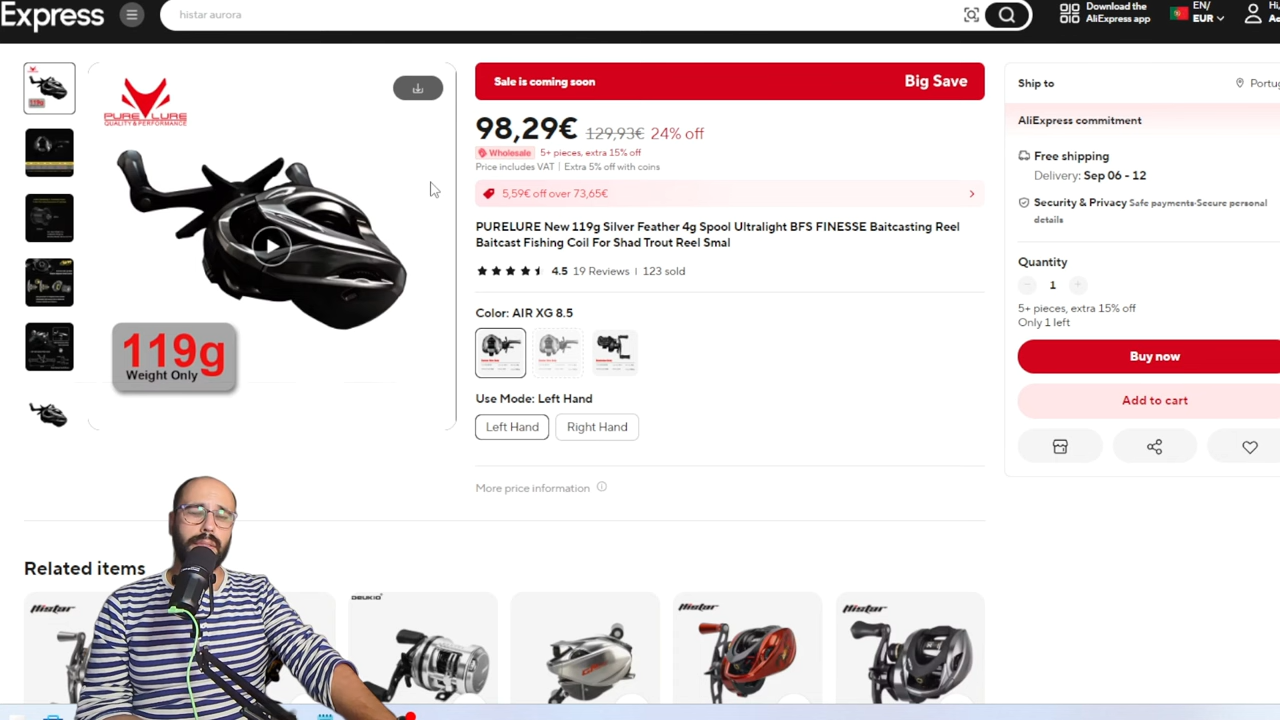 Express
histar aurora
Download the
AliExpress app
EN/
EUR
PURE LURE
QUALITY & PERFORMANCE
119g
Weight Only
Sale is coming soon
Big Save
98,29€ 129,93€ 24% off
Wholesale 5+ pieces, extra 15% off
Price includes VAT | Extra 5% off with coins
5,59€ off over 73,65€
PURELURE New 119g Silver Feather 4g Spool Ultralight BFS FINESSE Baitcasting Reel
Baitcast Fishing Coil For Shad Trout Reel Smal
4.5 19 Reviews | 123 sold
Color: AIR XG 8.5
Use Mode: Left Hand
Left Hand
Right Hand
More price information
Ship to
Portug
AliExpress commitment
Free shipping
Delivery: Sep 06 - 12
Security & Privacy Safe payments·Secure personal
details
Quantity
1
5+ pieces, extra 15% off
Only 1 left
Buy now
Add to cart
Related items
Histar
DEUKIO
Histar
Histar